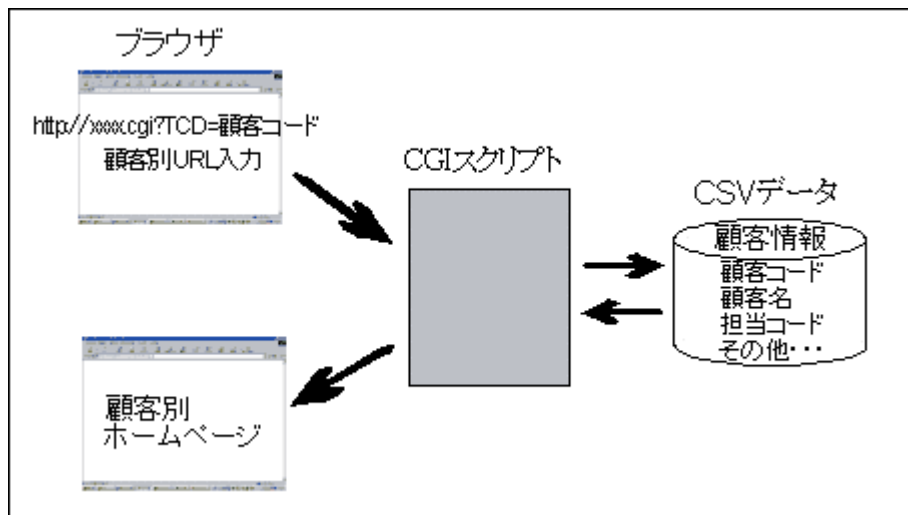 ブラウザ
http://xxxx.cgi?TCD=顧客コード
顧客別URL入力
CGIスクリプト
CSVデータ
顧客情報
顧客コード
顧客名
担当コード
その他・・・
顧客別
ホームページ